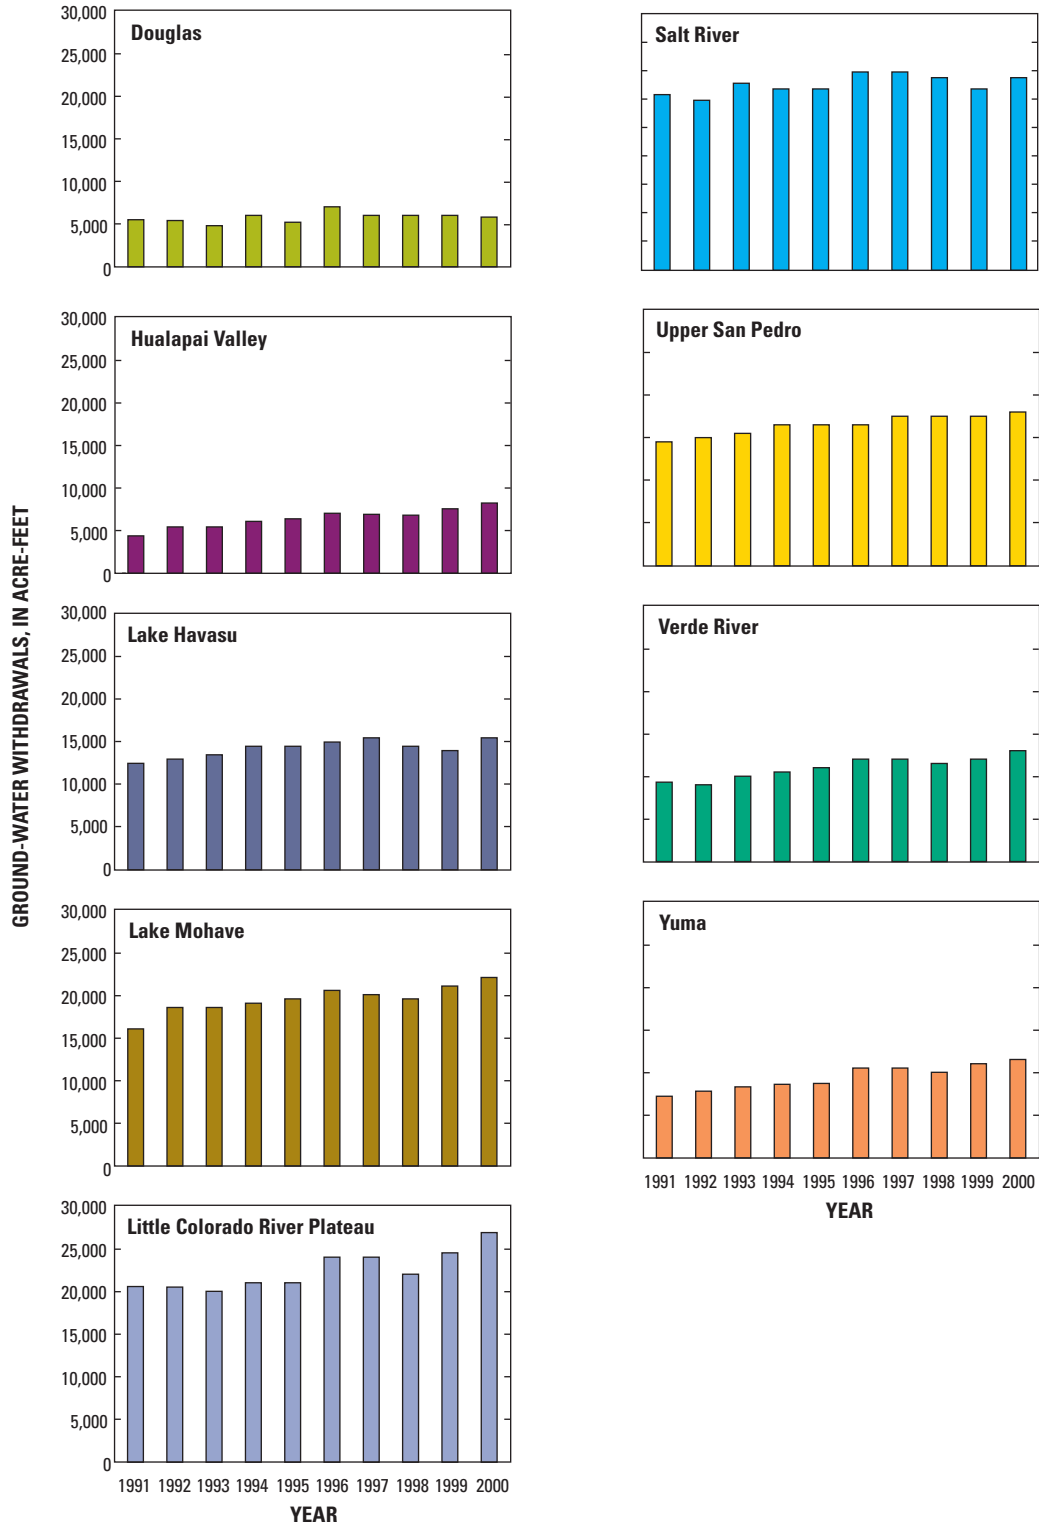 GROUND-WATER WITHDRAWALS, IN ACRE-FEET
30,000
Douglas
25,000
20,000
15,000
10,000
5,000
0
30,000
Hualapai Valley
25,000
20,000
15,000
10,000
5,000
0
30,000
Lake Havasu
25,000
20,000
15,000
10,000
5,000
0
30,000
Lake Mohave
25,000
20,000
15,000
10,000
5,000
0
30,000
Little Colorado River Plateau
25,000
20,000
15,000
10,000
5,000
0
1991 1992 1993 1994 1995 1996 1997 1998 1999 2000
YEAR
Salt River
Upper San Pedro
Verde River
Yuma
1991 1992 1993 1994 1995 1996 1997 1998 1999 2000
YEAR